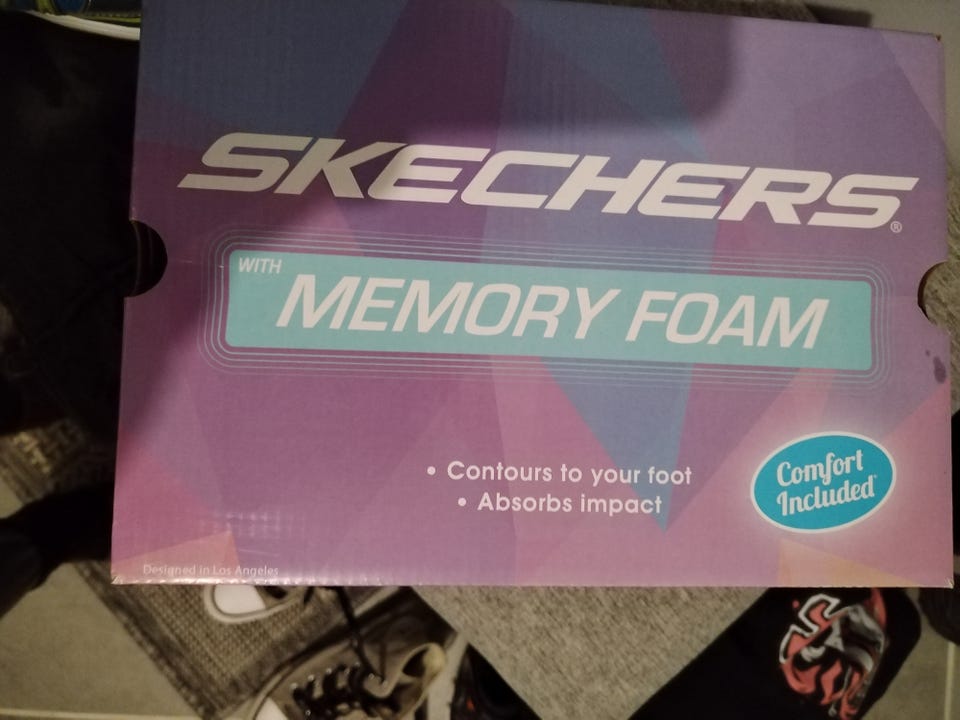 SKECHERS®
WITH
MEMORY FOAM
• Contours to your foot
• Absorbs impact
Comfort
Included
Designed in Los Angeles